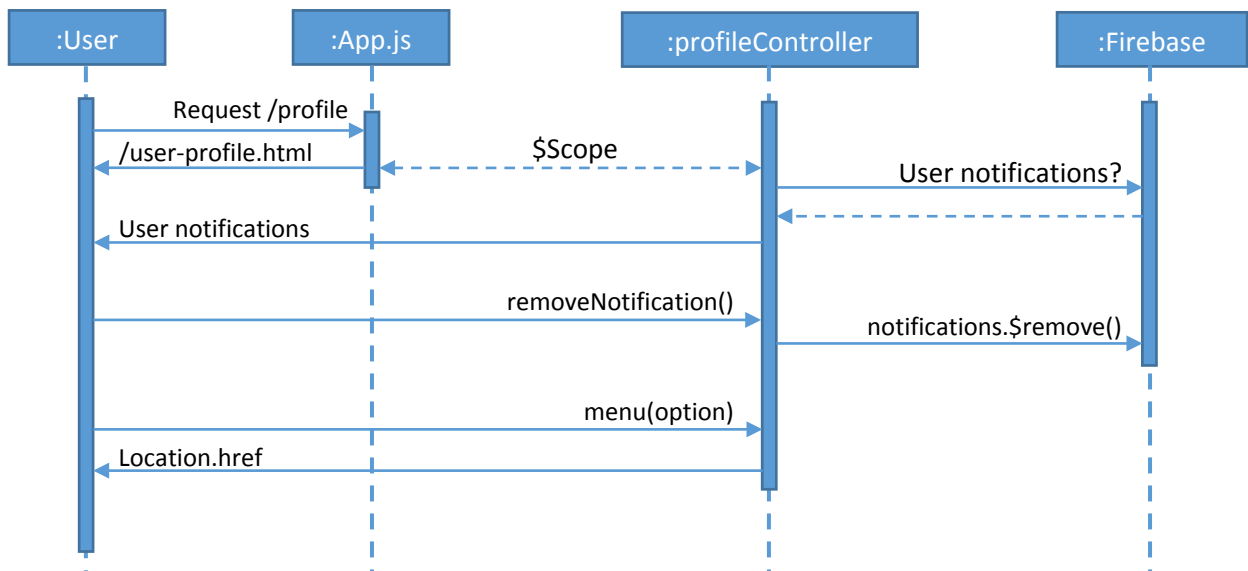 :User
:App.js
:profileController
:Firebase
Request /profile
/user-profile.html
$Scope
User notifications?
User notifications
removeNotification()
notifications.$remove()
menu(option)
Location.href